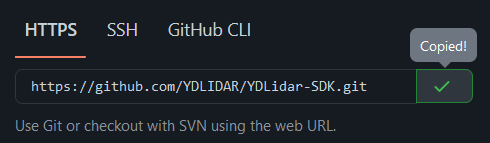 HTTPS SSH GitHub CLI
Copied!
https://github.com/YDLIDAR/YDLidar-SDK.git
Use Git or checkout with SVN using the web URL.